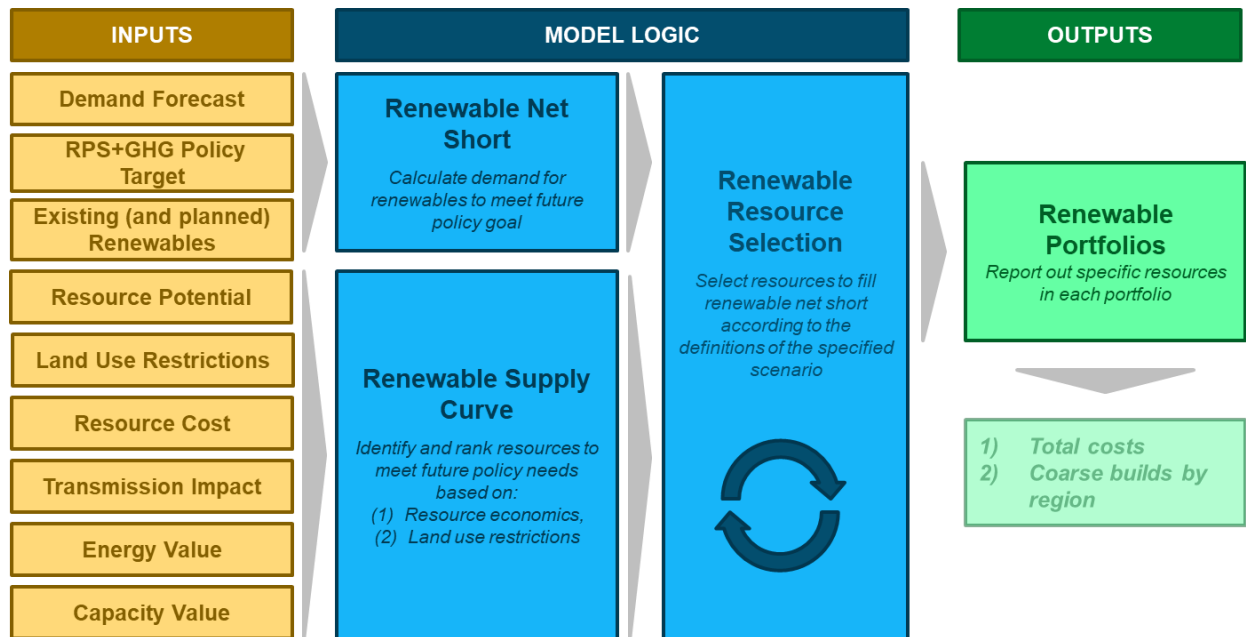 INPUTS
MODEL LOGIC
OUTPUTS
Demand Forecast
RPS+GHG Policy
Target
Existing (and planned)
Renewables
Resource Potential
Land Use Restrictions
Resource Cost
Transmission Impact
Energy Value
Capacity Value
Renewable Net
Short
Calculate demand for
renewables to meet future
policy goal
Renewable Supply
Curve
Identify and rank resources to
meet future policy needs
based on:
(1) Resource economics,
(2) Land use restrictions
Renewable
Resource
Selection
Select resources to fill
renewable net short
according to the
definitions of the specified
scenario
Renewable
Portfolios
Report out specific resources
in each portfolio
1) Total costs
2) Coarse builds by
region